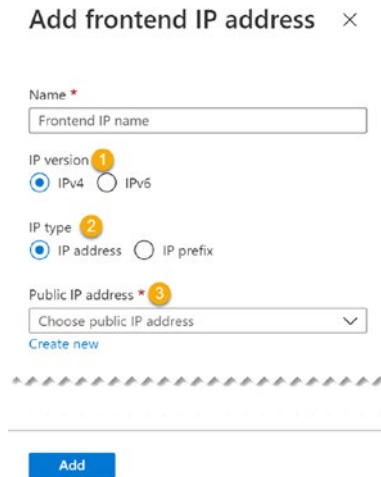 Add frontend IP address ×
Name *
Frontend IP name
IP version 1
IPv4 IPv6
IP type 2
IP address IP prefix
Public IP address * 3
Choose public IP address
Create new
Add